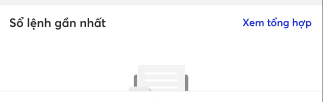 Sổ lệnh gần nhất
Xem tổng hợp